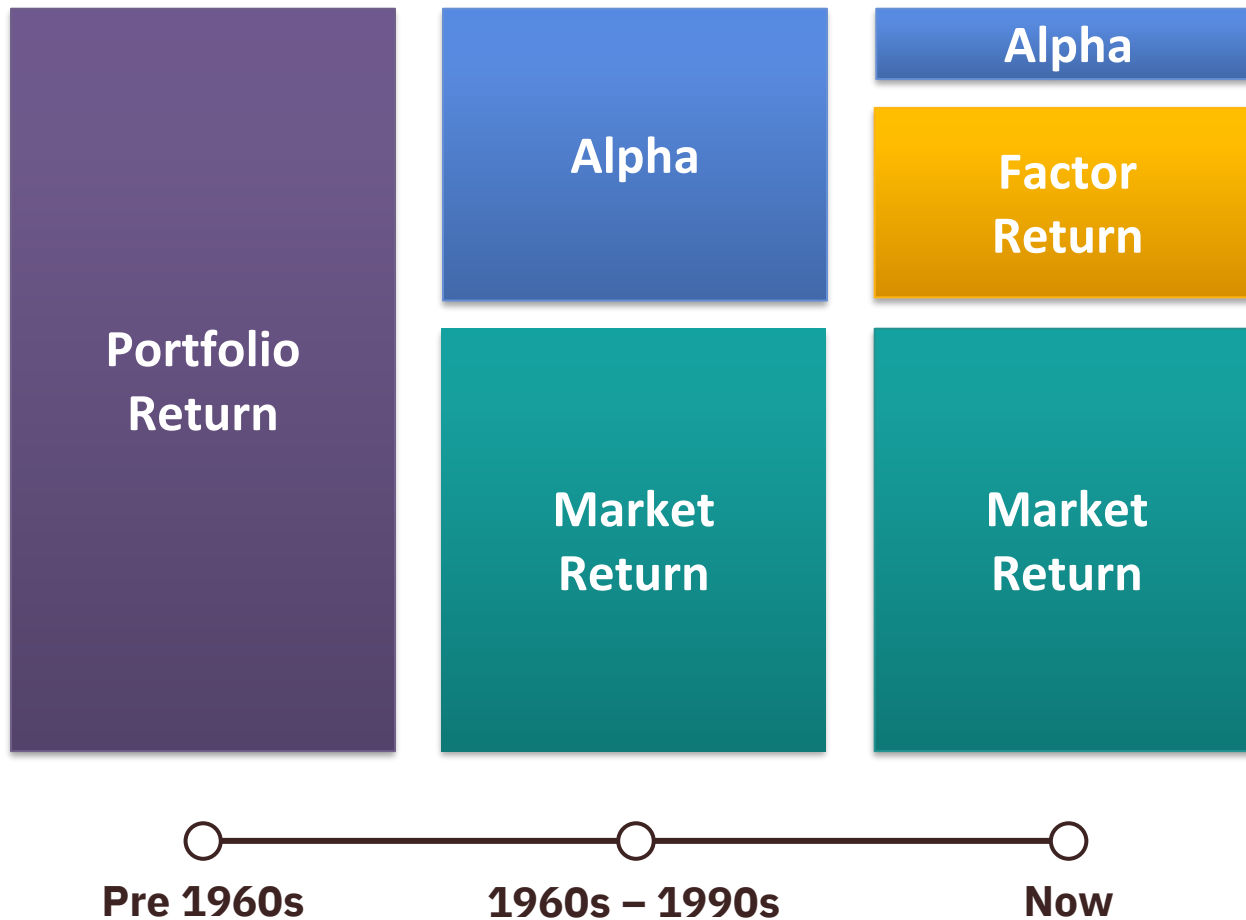 Portfolio
Return
Alpha
Market
Return
Alpha
Factor
Return
Market
Return
Pre 1960s
1960s – 1990s
Now